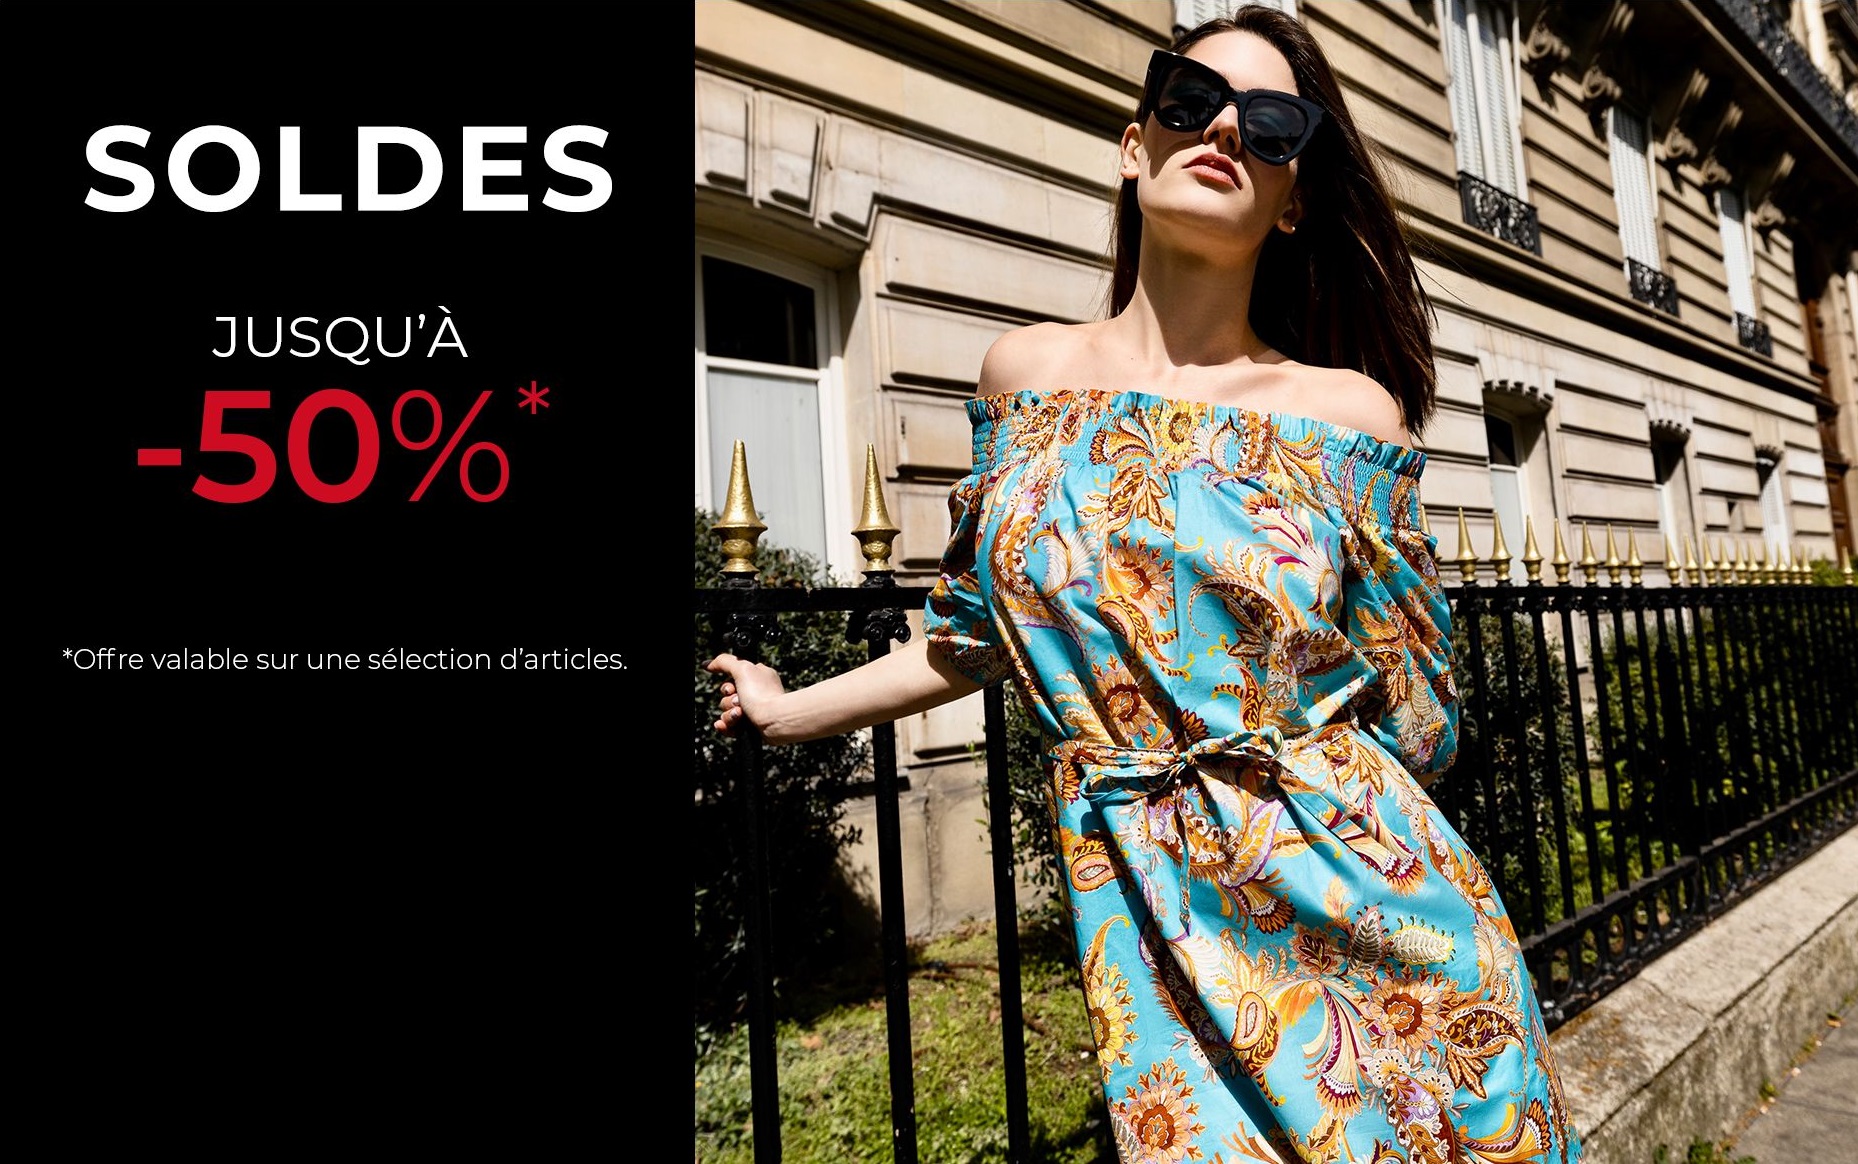 SOLDES
JUSQU’À
-50%*
*Offre valable sur une sélection d’articles.